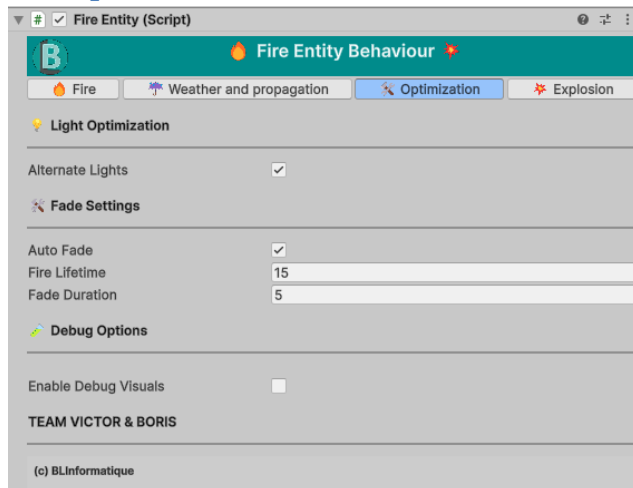 Fire Entity (Script)
B
Fire Entity Behaviour
Fire
Weather and propagation
Optimization
Explosion
Light Optimization
Alternate Lights
Fade Settings
Auto Fade
Fire Lifetime 15
Fade Duration 5
Debug Options
Enable Debug Visuals
TEAM VICTOR & BORIS
(c) BLInformatique